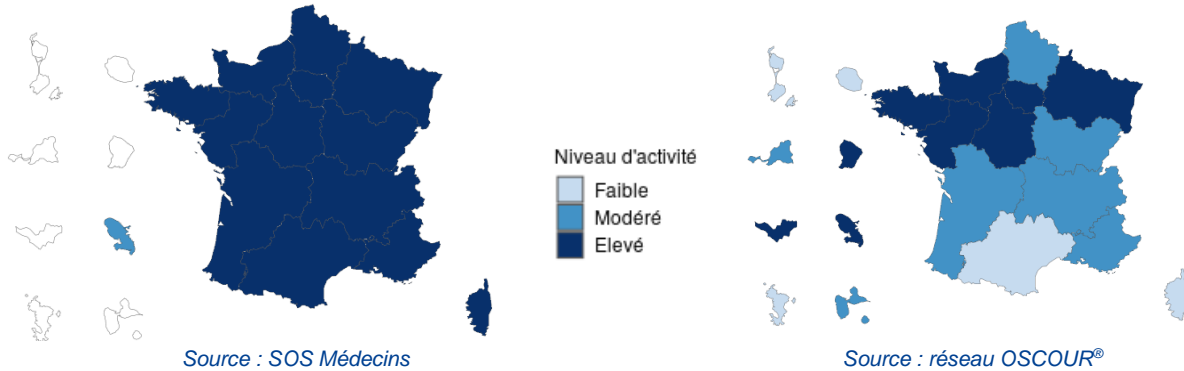 Niveau d'activité
Faible
Modéré
Elevé
Source : SOS Médecins
Source : réseau OSCOUR®